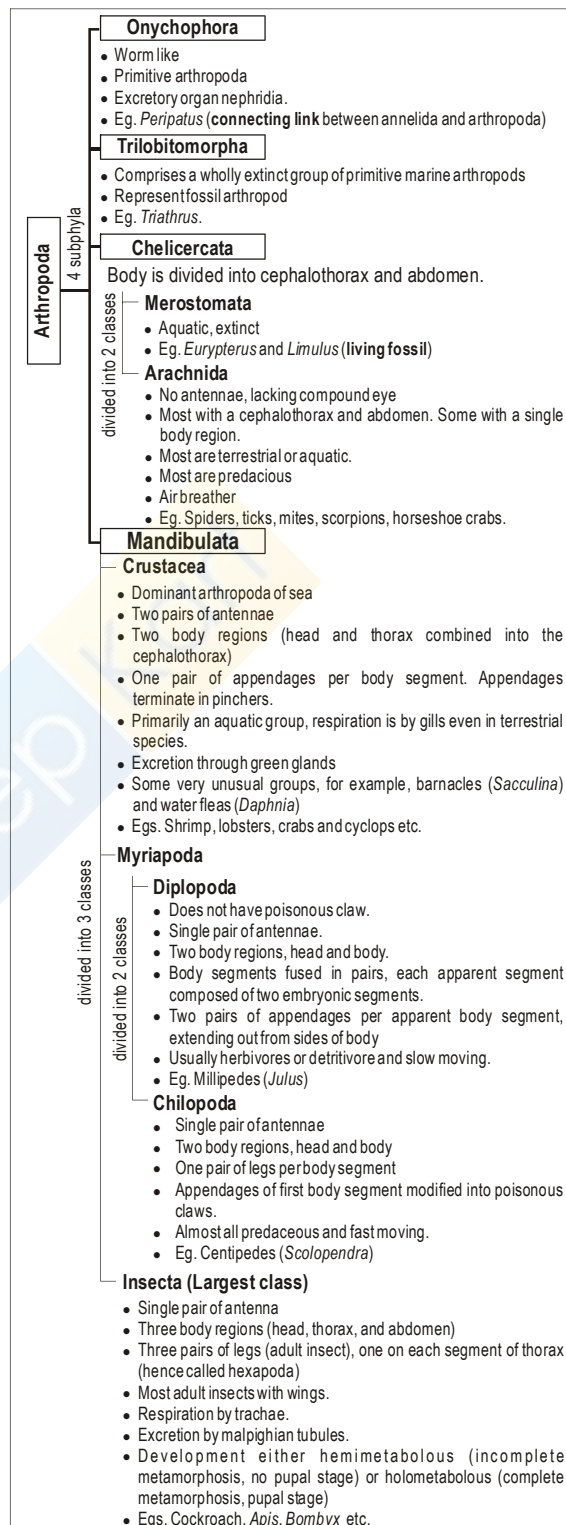 Onychophora
• Worm like
• Primitive arthropoda
• Excretory organ nephridia.
• Eg. Peripatus (connecting link between annelida and arthropoda)
Trilobitomorpha
• Comprises a wholly extinct group of primitive marine arthropods
• Represent fossil arthropod
• Eg. Triathrus.
Arthropoda
4 subphyla
Chelicercata
Body is divided into cephalothorax and abdomen.
divided into 2 classes
Merostomata
• Aquatic, extinct
• Eg. Eurypterus and Limulus (living fossil)
Arachnida
• No antennae, lacking compound eye
• Most with a cephalothorax and abdomen. Some with a single
body region.
• Most are terrestrial or aquatic.
• Most are predacious
• Air breather
• Eg. Spiders, ticks, mites, scorpions, horseshoe crabs.
Mandibulata
divided into 3 classes
Crustacea
• Dominant arthropoda of sea
• Two pairs of antennae
• Two body regions (head and thorax combined into the
cephalothorax)
• One pair of appendages per body segment. Appendages
terminate in pinchers.
• Primarily an aquatic group, respiration is by gills even in terrestrial
species.
• Excretion through green glands
• Some very unusual groups, for example, barnacles (Sacculina)
and water fleas (Daphnia)
• Egs. Shrimp, lobsters, crabs and cyclops etc.
Myriapoda
divided into 2 classes
Diplopoda
• Does not have poisonous claw.
• Single pair of antennae.
• Two body regions, head and body.
• Body segments fused in pairs, each apparent segment
composed of two embryonic segments.
• Two pairs of appendages per apparent body segment,
extending out from sides of body
• Usually herbivores or detritivore and slow moving.
• Eg. Millipedes (Julus)
Chilopoda
• Single pair of antennae
• Two body regions, head and body
• One pair of legs per body segment
• Appendages of first body segment modified into poisonous
claws.
• Almost all predaceous and fast moving.
• Eg. Centipedes (Scolopendra)
Insecta (Largest class)
• Single pair of antenna
• Three body regions (head, thorax, and abdomen)
• Three pairs of legs (adult insect), one on each segment of thorax
(hence called hexapoda)
• Most adult insects with wings.
• Respiration by trachae.
• Excretion by malpighian tubules.
• Development either hemimetabolous (incomplete
metamorphosis, no pupal stage) or holometabolous (complete
metamorphosis, pupal stage)
• Egs. Cockroach, Apis, Bombyx etc.